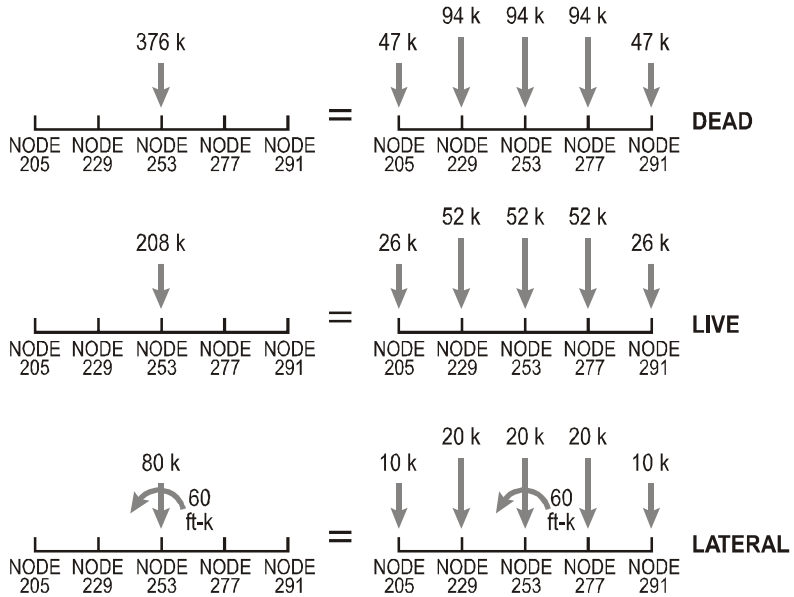 376 k
47 k 94 k 94 k 94 k 47 k
= DEAD
NODE NODE NODE NODE NODE
205 229 253 277 291
NODE NODE NODE NODE NODE
205 229 253 277 291
208 k
26 k 52 k 52 k 52 k 26 k
= LIVE
NODE NODE NODE NODE NODE
205 229 253 277 291
NODE NODE NODE NODE NODE
205 229 253 277 291
80 k
60
ft-k
10 k 20 k 20 k 20 k 10 k
60
ft-k
= LATERAL
NODE NODE NODE NODE NODE
205 229 253 277 291
NODE NODE NODE NODE NODE
205 229 253 277 291